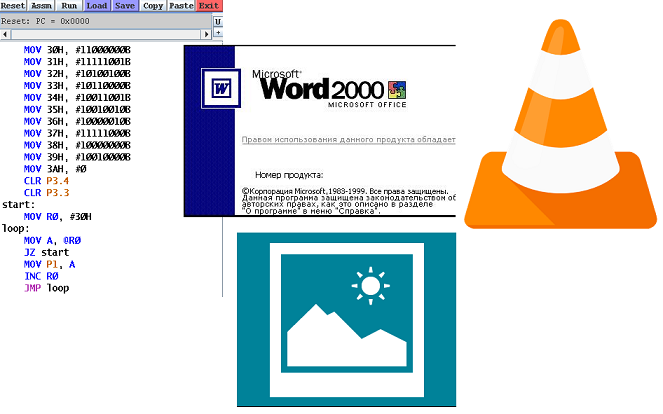 Reset Assm Run Load Save Copy Paste Exit
Reset: PC = 0x0000
U
+
MOV 30H, #11000000B
MOV 31H, #11111001B
MOV 32H, #10100100B
MOV 33H, #10110000B
MOV 34H, #10011001B
MOV 35H, #10010010B
MOV 36H, #10000010B
MOV 37H, #11111000B
MOV 38H, #10000000B
MOV 39H, #10010000B
MOV 3AH, #0
CLR P3.4
CLR P3.3
start:
MOV R0, #30H
loop:
MOV A, @R0
JZ start
MOV P1, A
INC R0
JMP loop
W
Microsoft®
Word 2000
MICROSOFT OFFICE
Правом использования данного продукта обладает
Номер продукта:
©Корпорация Microsoft,1983-1999. Все права защищены.
Данная программа защищена законодательством об
авторских правах, как это описано в разделе
"О программе" в меню "Справка".